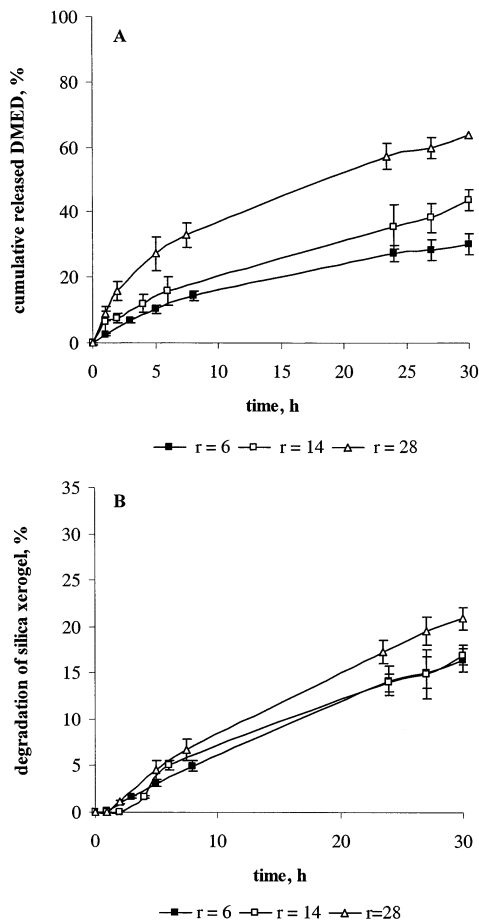 100
A
80
60
40
20
0
0 5 10 15 20 25 30
cumulative released DMED, %
time, h
r = 6 r = 14 r = 28
35
B
30
25
20
15
10
5
0
0 10 20 30
degradation of silica xerogel, %
time, h
r = 6 r = 14 r=28